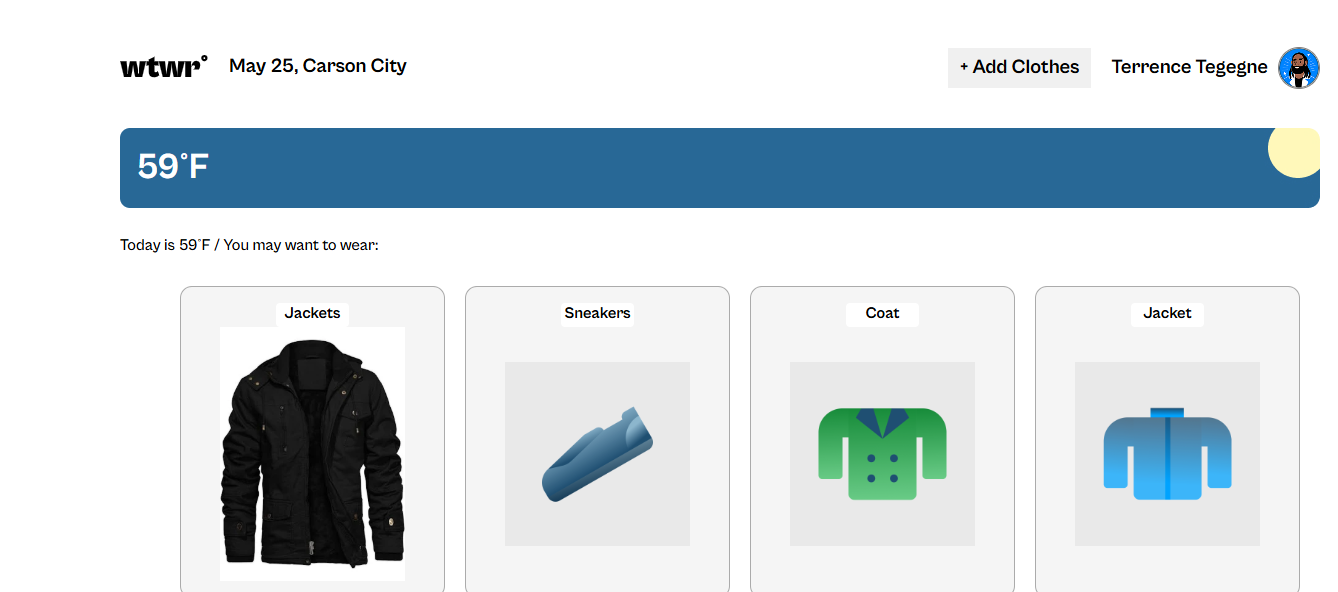 wtwr° May 25, Carson City
+ Add Clothes Terrence Tegegne
59°F
Today is 59°F / You may want to wear:
Jackets Sneakers Coat Jacket